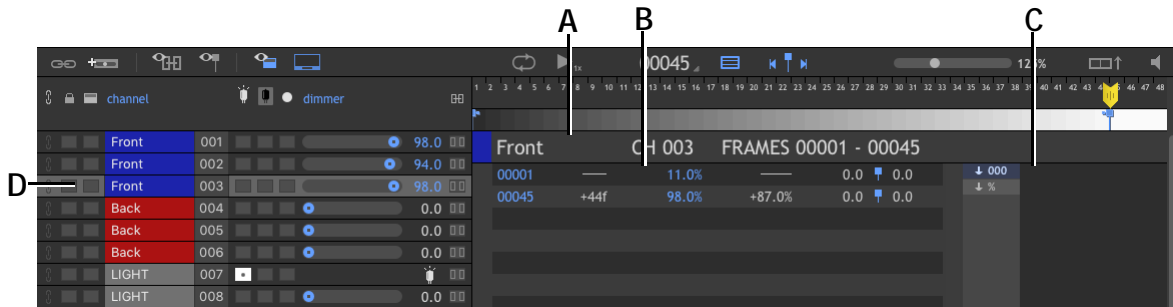 A B C
1x 00045 125%
channel dimmer
1 2 3 4 5 6 7 8 9 10 11 12 13 14 15 16 17 18 19 20 21 22 23 24 25 26 27 28 29 30 31 32 33 34 35 36 37 38 39 40 41 42 43 46 47 48
Front 001 98.0
Front CH 003 FRAMES 00001 - 00045
Front 002 94.0
00001 —— 11.0% —— 0.0 0.0 ↓ 000
D Front 003 98.0
00045 +44f 98.0% +87.0% 0.0 0.0 ↓ %
Back 004 0.0
Back 005 0.0
Back 006 0.0
LIGHT 007
LIGHT 008 0.0